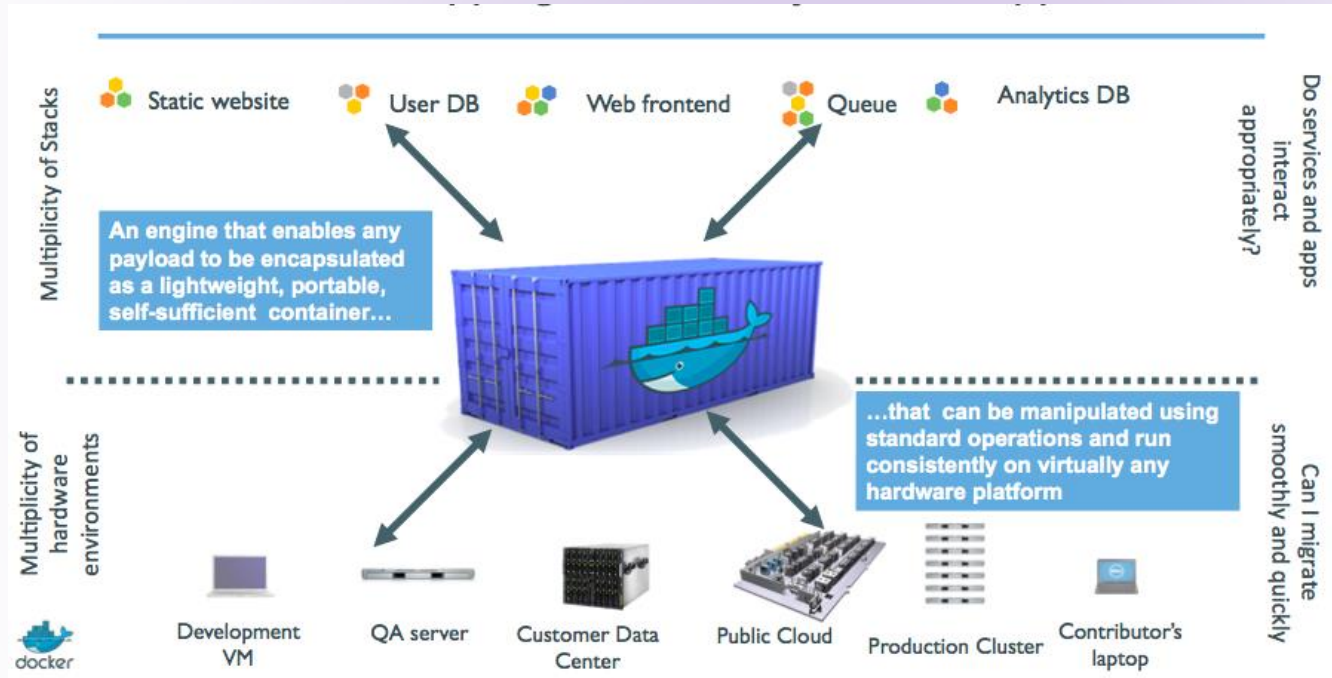 Static website
User DB
Web frontend
Queue
Analytics DB
Multiplicity of Stacks
Do services and apps
interact
appropriately?
An engine that enables any
payload to be encapsulated
as a lightweight, portable,
self-sufficient container...
...that can be manipulated using
standard operations and run
consistently on virtually any
hardware platform
Multiplicity of
hardware
environments
Can I migrate
smoothly and quickly
Development
VM
QA server
Customer Data
Center
Public Cloud
Production Cluster
Contributor's
laptop
docker